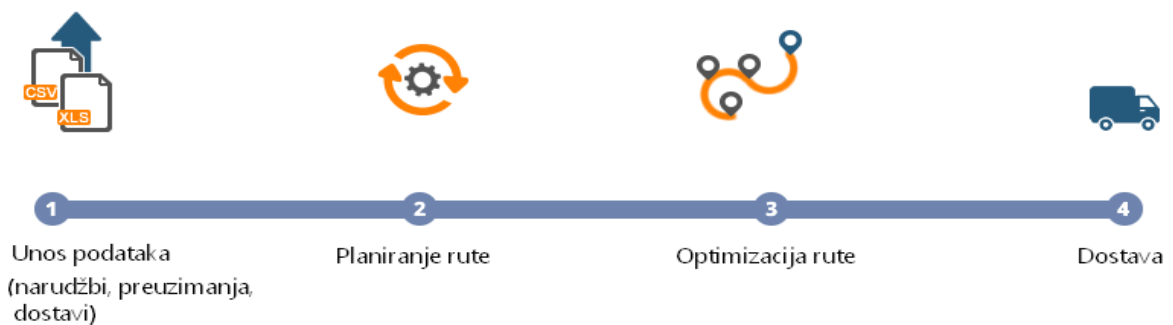 CSV
XLS
1 2 3 4
Unos podataka Planiranje rute Optimizacija rute Dostava
(narudžbi, preuzimanja,
dostavi)